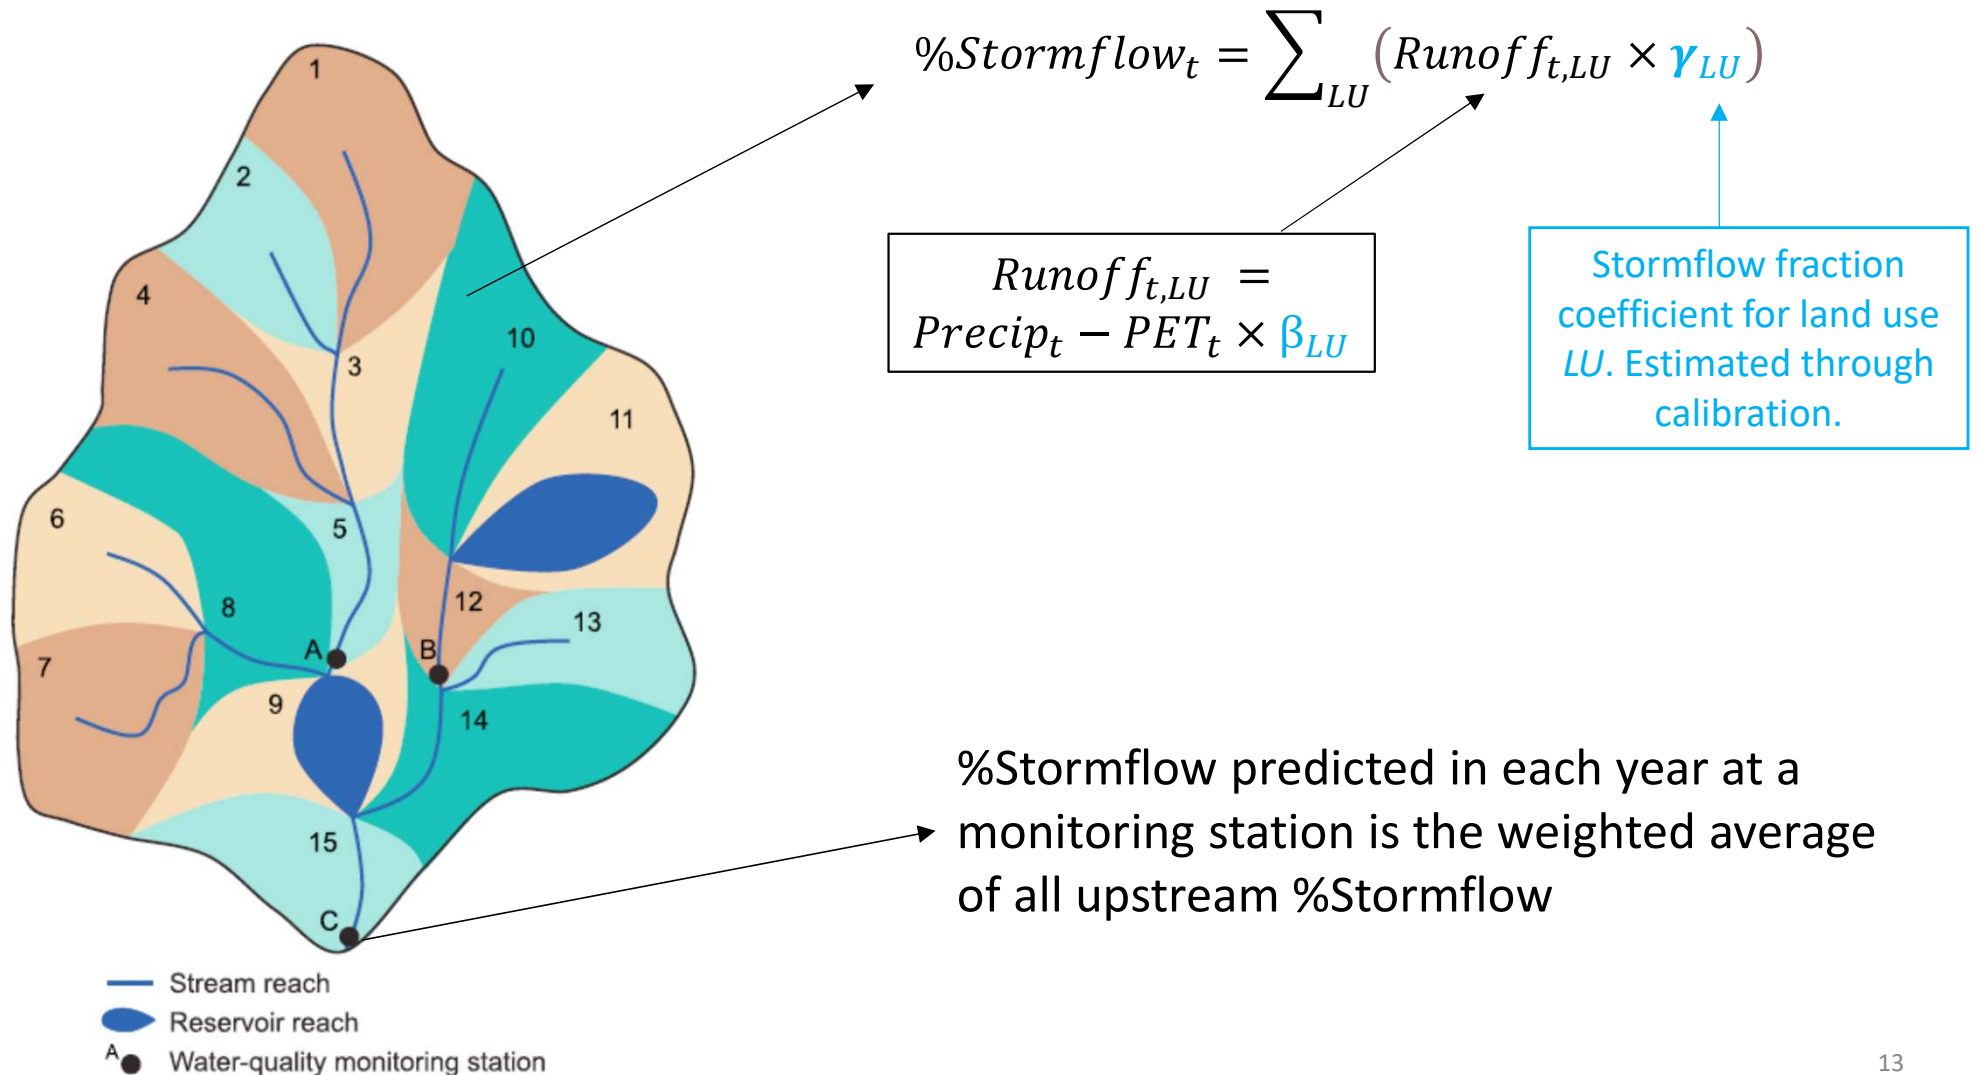 %Stormflow_t = ∑_LU (Runoff_{t,LU} × γ_LU)
Runoff_{t,LU} =
Precip_t − PET_t × β_LU
Stormflow fraction
coefficient for land use
LU. Estimated through
calibration.
1
2
4
3
10
11
6
5
8
12
13
7
A
B
9
14
15
C
%Stormflow predicted in each year at a
monitoring station is the weighted average
of all upstream %Stormflow
Stream reach
Reservoir reach
A Water-quality monitoring station
13